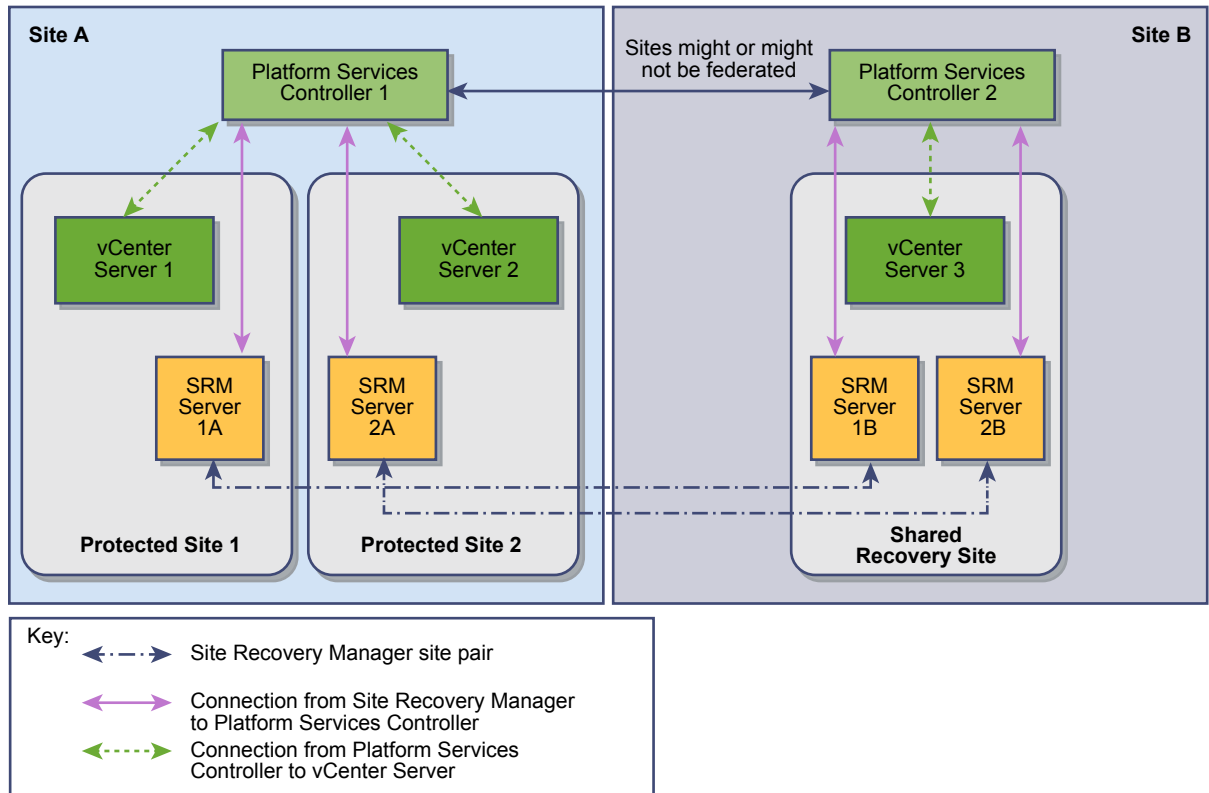 Site A
Site B
Sites might or might
not be federated
Platform Services
Controller 1
Platform Services
Controller 2
vCenter
Server 1
vCenter
Server 2
vCenter
Server 3
SRM
Server
1A
SRM
Server
2A
SRM
Server
1B
SRM
Server
2B
Protected Site 1
Protected Site 2
Shared
Recovery Site
Key:
Site Recovery Manager site pair
Connection from Site Recovery Manager
to Platform Services Controller
Connection from Platform Services
Controller to vCenter Server